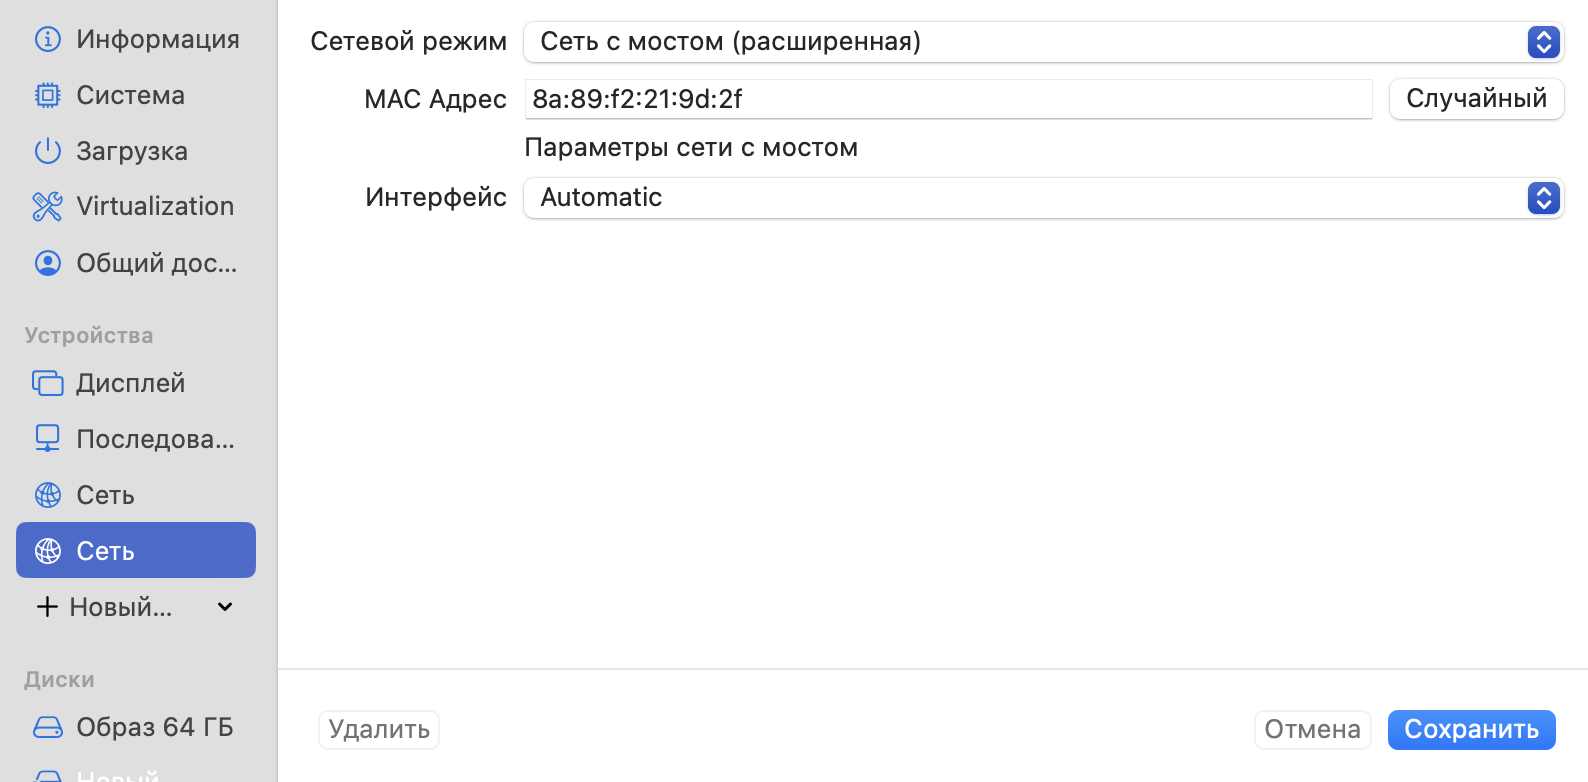 Информация
Система
Загрузка
Virtualization
Общий дос...
Устройства
Дисплей
Последова...
Сеть
Сеть
Новый...
Диски
Образ 64 ГБ
Новый
Сетевой режим Сеть с мостом (расширенная)
MAC Адрес 8a:89:f2:21:9d:2f Случайный
Параметры сети с мостом
Интерфейс Automatic
Удалить Отмена Сохранить